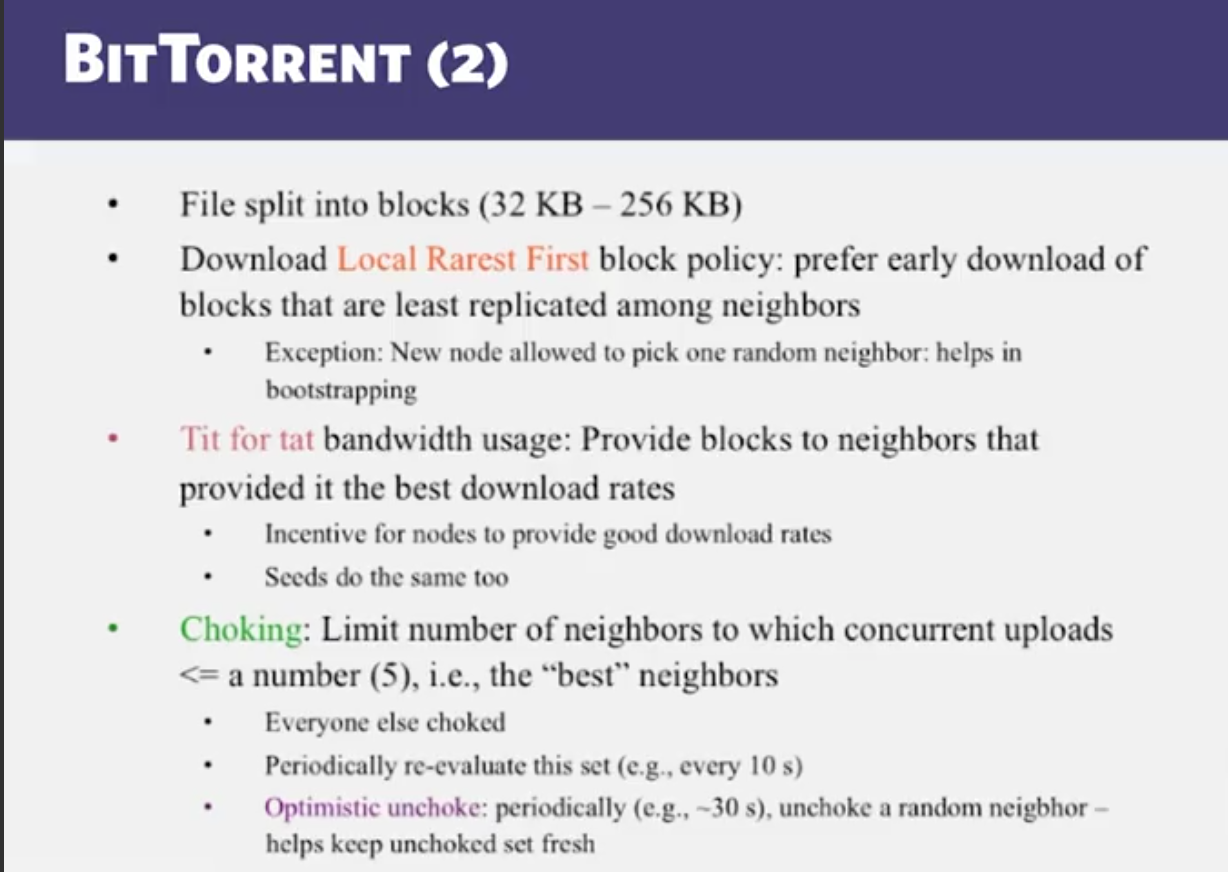 BITTORRENT (2)
• File split into blocks (32 KB – 256 KB)
• Download Local Rarest First block policy: prefer early download of
blocks that are least replicated among neighbors
• Exception: New node allowed to pick one random neighbor: helps in
bootstrapping
• Tit for tat bandwidth usage: Provide blocks to neighbors that
provided it the best download rates
• Incentive for nodes to provide good download rates
• Seeds do the same too
• Choking: Limit number of neighbors to which concurrent uploads
<= a number (5), i.e., the “best” neighbors
• Everyone else choked
• Periodically re-evaluate this set (e.g., every 10 s)
• Optimistic unchoke: periodically (e.g., ~30 s), unchoke a random neigbhor –
helps keep unchoked set fresh